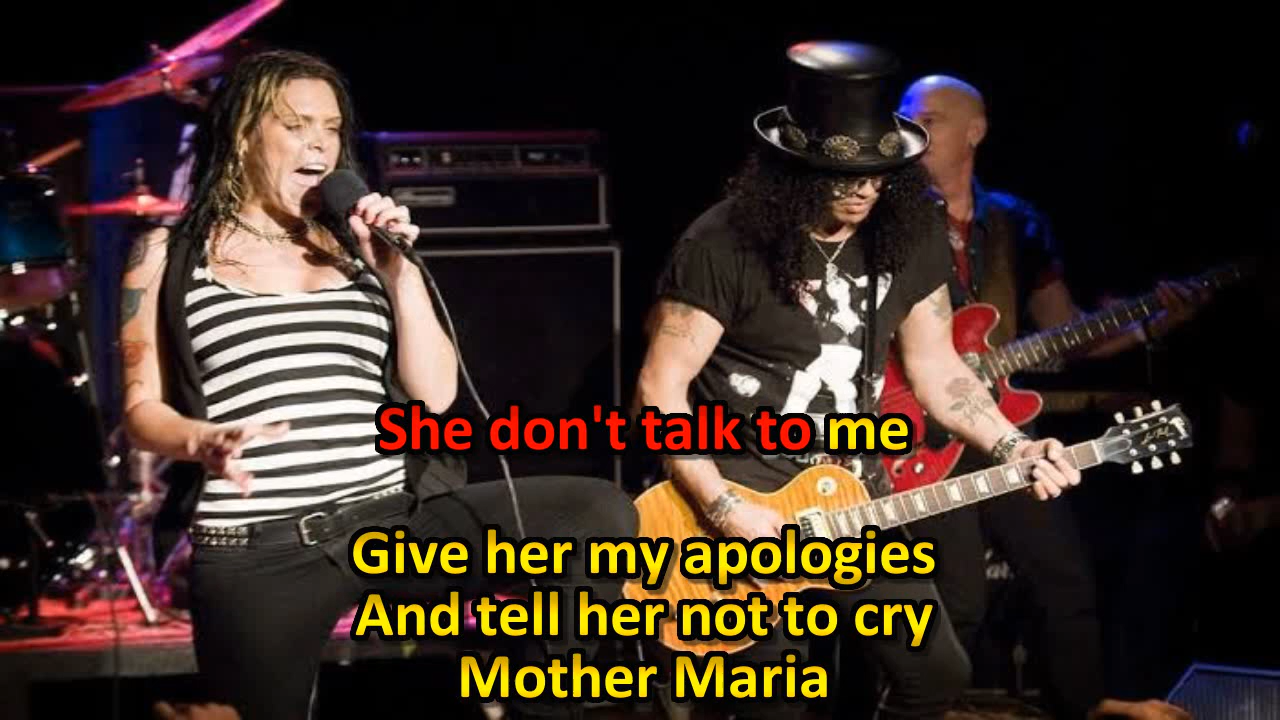 She don't talk to me
Give her my apologies
And tell her not to cry
Mother Maria